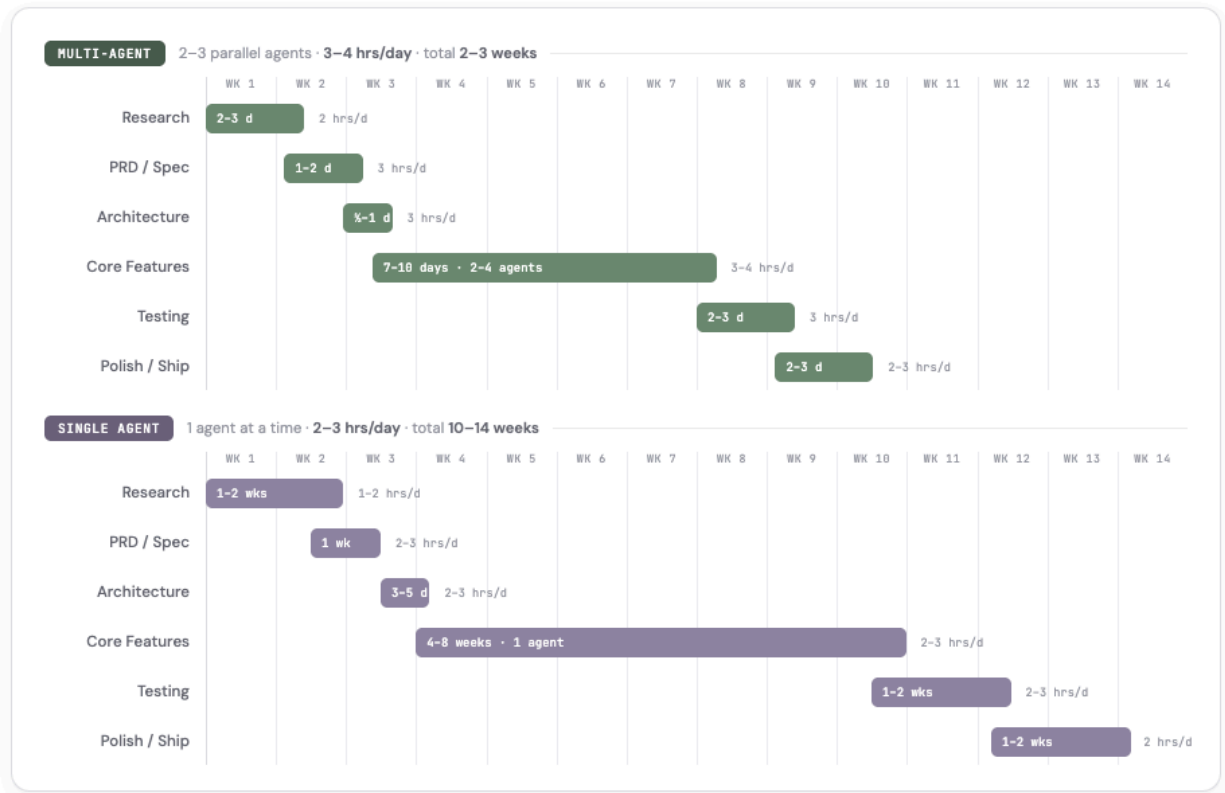 MULTI-AGENT 2–3 parallel agents · 3–4 hrs/day · total 2–3 weeks
WK 1 WK 2 WK 3 WK 4 WK 5 WK 6 WK 7 WK 8 WK 9 WK 10 WK 11 WK 12 WK 13 WK 14
Research 2–3 d 2 hrs/d
PRD / Spec 1–2 d 3 hrs/d
Architecture ½–1 d 3 hrs/d
Core Features 7–10 days · 2–4 agents 3–4 hrs/d
Testing 2–3 d 3 hrs/d
Polish / Ship 2–3 d 2–3 hrs/d
SINGLE AGENT 1 agent at a time · 2–3 hrs/day · total 10–14 weeks
WK 1 WK 2 WK 3 WK 4 WK 5 WK 6 WK 7 WK 8 WK 9 WK 10 WK 11 WK 12 WK 13 WK 14
Research 1–2 wks 1–2 hrs/d
PRD / Spec 1 wk 2–3 hrs/d
Architecture 3–5 d 2–3 hrs/d
Core Features 4–8 weeks · 1 agent 2–3 hrs/d
Testing 1–2 wks 2–3 hrs/d
Polish / Ship 1–2 wks 2 hrs/d